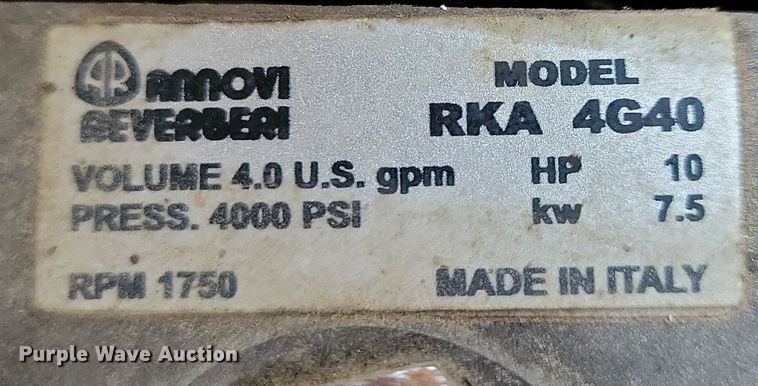 AR ANNOVI
REVERBERI
MODEL
RKA 4G40
VOLUME 4.0 U.S. gpm HP 10
PRESS. 4000 PSI kw 7.5
RPM 1750 MADE IN ITALY
Purple Wave Auction